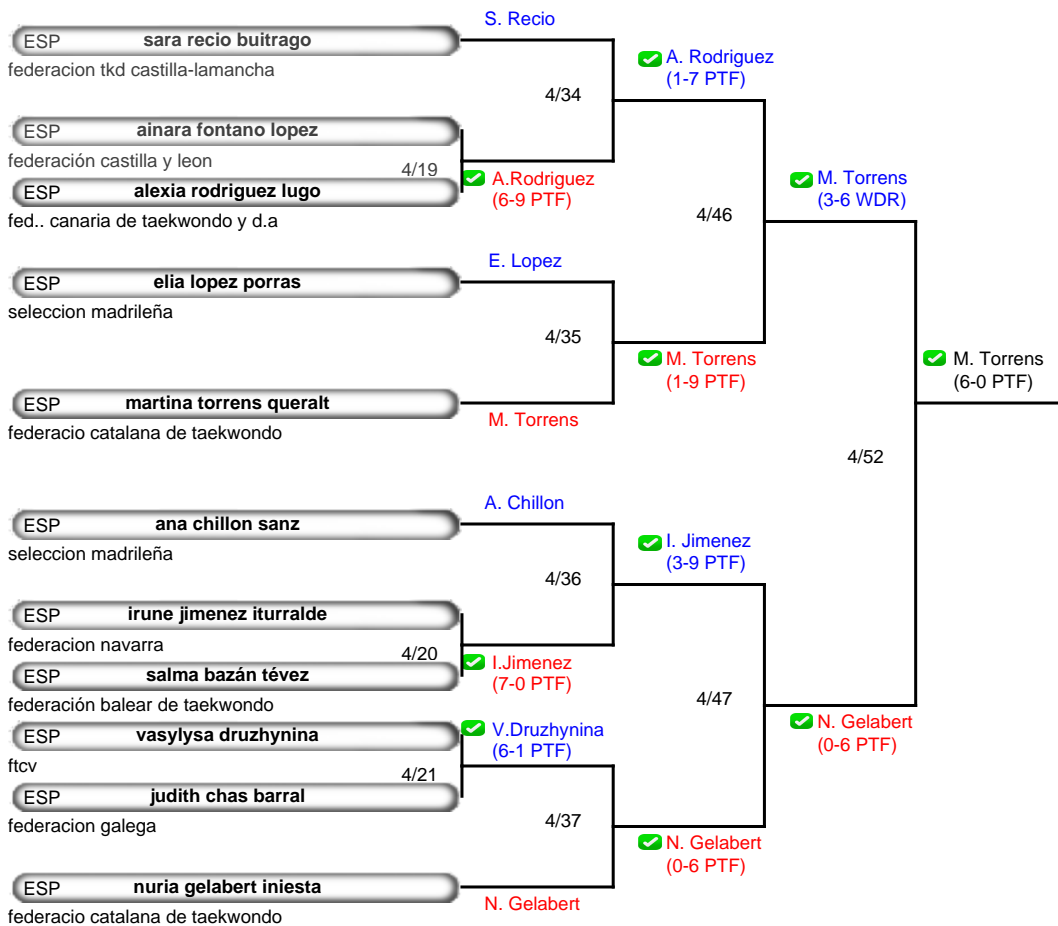 S. Recio
ESP sara recio buitrago
federacion tkd castilla-lamancha
A. Rodriguez
(1-7 PTF)
4/34
ESP ainara fontano lopez
federación castilla y leon
4/19
A.Rodriguez
(6-9 PTF)
ESP alexia rodriguez lugo
fed.. canaria de taekwondo y d.a
M. Torrens
(3-6 WDR)
4/46
E. Lopez
ESP elia lopez porras
seleccion madrileña
4/35
M. Torrens
(1-9 PTF)
M. Torrens
(6-0 PTF)
ESP martina torrens queralt
M. Torrens
federacio catalana de taekwondo
4/52
A. Chillon
ESP ana chillon sanz
seleccion madrileña
I. Jimenez
(3-9 PTF)
4/36
ESP irune jimenez iturralde
federacion navarra
4/20
I.Jimenez
(7-0 PTF)
ESP salma bazán tévez
federación balear de taekwondo
4/47
N. Gelabert
(0-6 PTF)
ESP vasylysa druzhynina
V.Druzhynina
(6-1 PTF)
ftcv
4/21
ESP judith chas barral
federacion galega
4/37
N. Gelabert
(0-6 PTF)
ESP nuria gelabert iniesta
N. Gelabert
federacio catalana de taekwondo